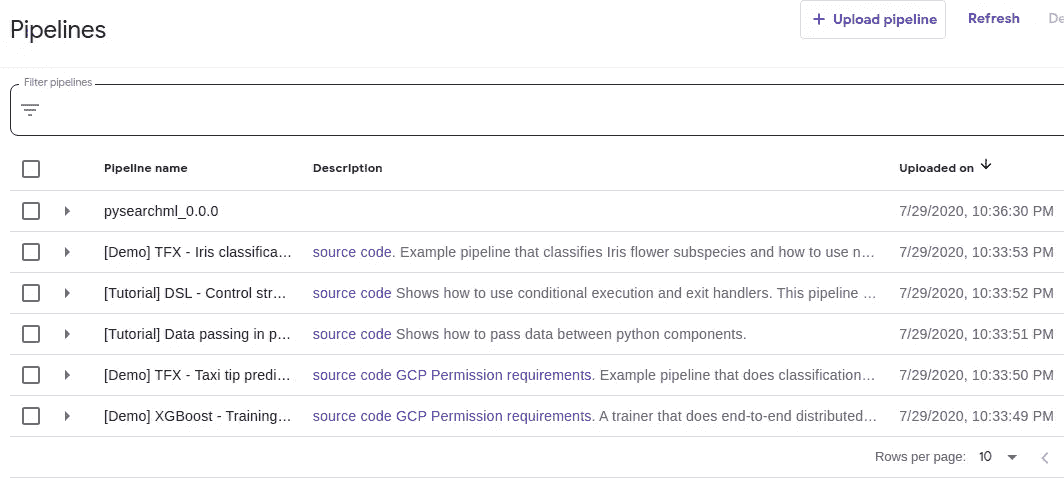 Pipelines
+ Upload pipeline Refresh De
Filter pipelines
Pipeline name Description Uploaded on
pysearchml_0.0.0 7/29/2020, 10:36:30 PM
[Demo] TFX - Iris classifica... source code. Example pipeline that classifies Iris flower subspecies and how to use n... 7/29/2020, 10:33:53 PM
[Tutorial] DSL - Control str... source code Shows how to use conditional execution and exit handlers. This pipeline ... 7/29/2020, 10:33:52 PM
[Tutorial] Data passing in p... source code Shows how to pass data between python components. 7/29/2020, 10:33:51 PM
[Demo] TFX - Taxi tip predi... source code GCP Permission requirements. Example pipeline that does classification... 7/29/2020, 10:33:50 PM
[Demo] XGBoost - Training... source code GCP Permission requirements. A trainer that does end-to-end distributed... 7/29/2020, 10:33:49 PM
Rows per page: 10